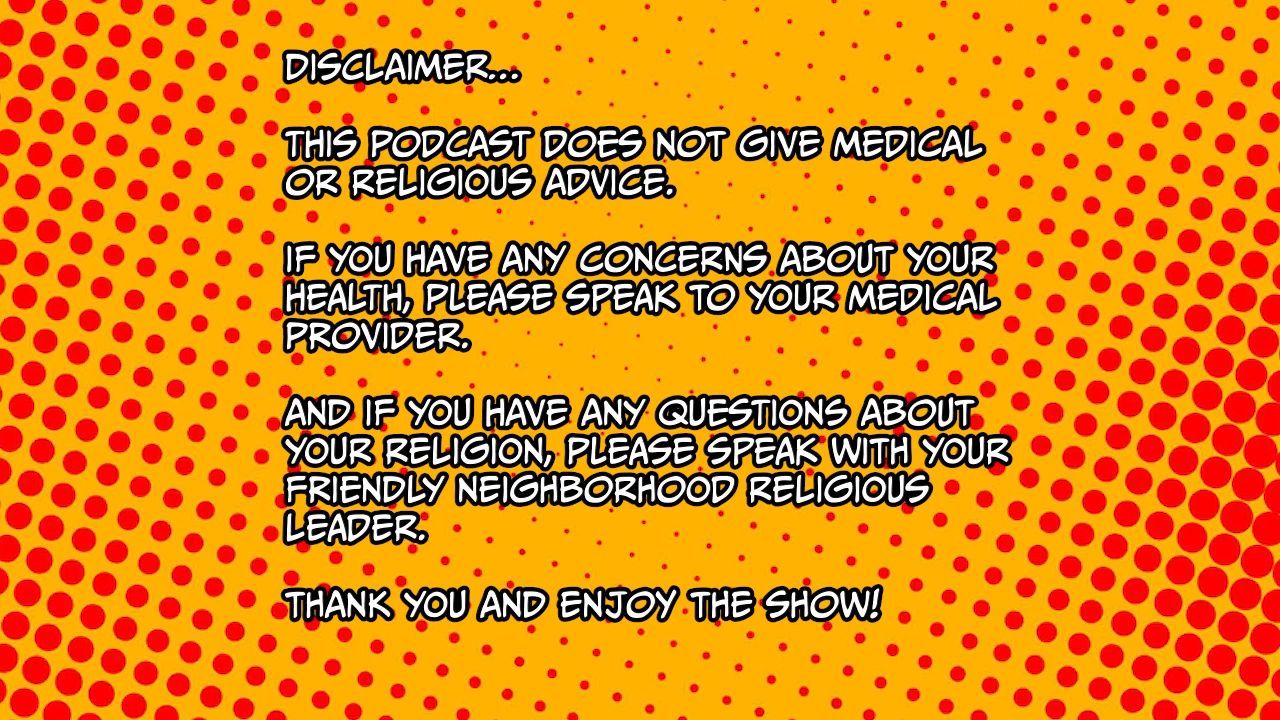 DISCLAIMER...
THIS PODCAST DOES NOT GIVE MEDICAL
OR RELIGIOUS ADVICE.
IF YOU HAVE ANY CONCERNS ABOUT YOUR
HEALTH, PLEASE SPEAK TO YOUR MEDICAL
PROVIDER.
AND IF YOU HAVE ANY QUESTIONS ABOUT
YOUR RELIGION, PLEASE SPEAK WITH YOUR
FRIENDLY NEIGHBORHOOD RELIGIOUS
LEADER.
THANK YOU AND ENJOY THE SHOW!